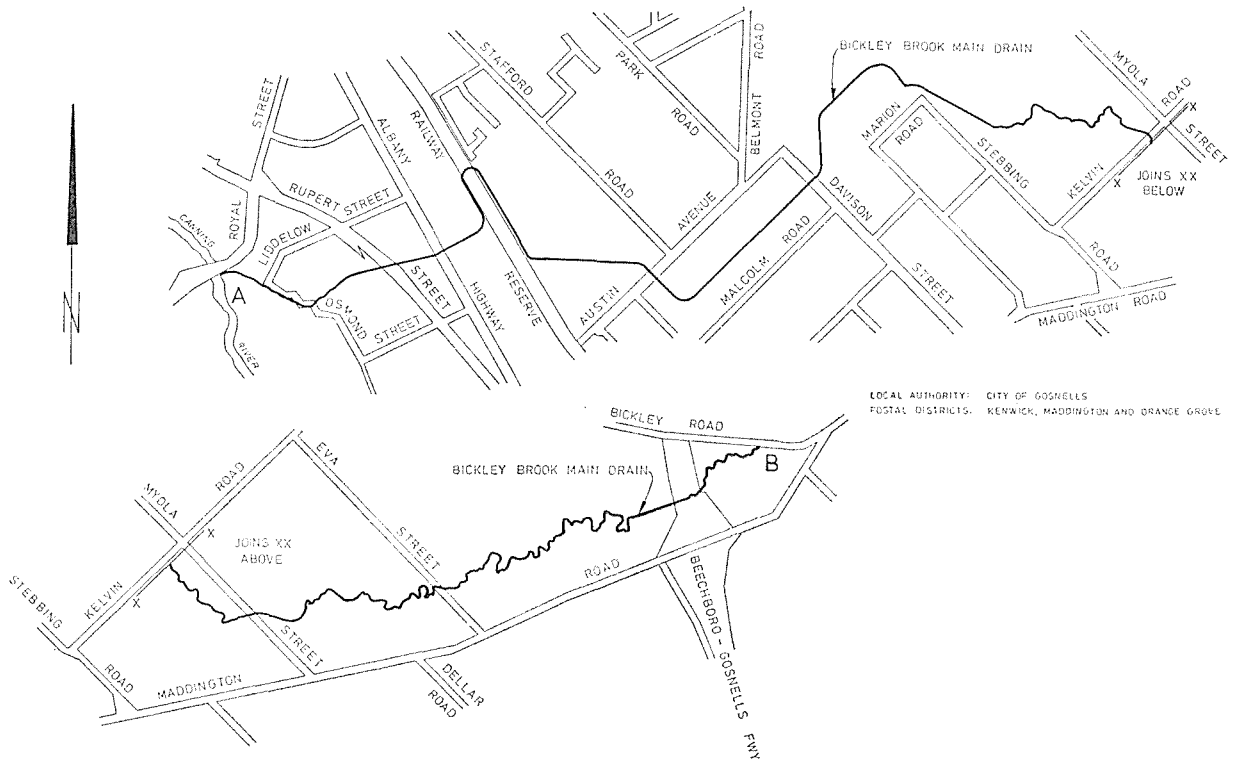 BICKLEY BROOK MAIN DRAIN
STAFFORD
ROAD
PARK
ROAD
BELMONT ROAD
MYOLA
STREET
ROYAL STREET
ALBANY
HIGHWAY
RAILWAY
RESERVE
RUPERT STREET
LIDDELOW
STREET
OSMOND
STREET
CANNING
RIVER
A
AUSTIN AVENUE
MALCOLM ROAD
DAVISON
STREET
MARION
ROAD
STEBBING
ROAD
KELVIN ROAD
X
X
JOINS XX
BELOW
MADDINGTON ROAD
N
LOCAL AUTHORITY: CITY OF GOSNELLS
POSTAL DISTRICTS. KENWICK, MADDINGTON AND ORANGE GROVE
BICKLEY ROAD
B
BICKLEY BROOK MAIN DRAIN
EVA
STREET
MYOLA
STREET
KELVIN ROAD
X
X
JOINS XX
ABOVE
STEBBING
ROAD
MADDINGTON ROAD
DELLAR
ROAD
BEECHBORO - GOSNELLS FWY